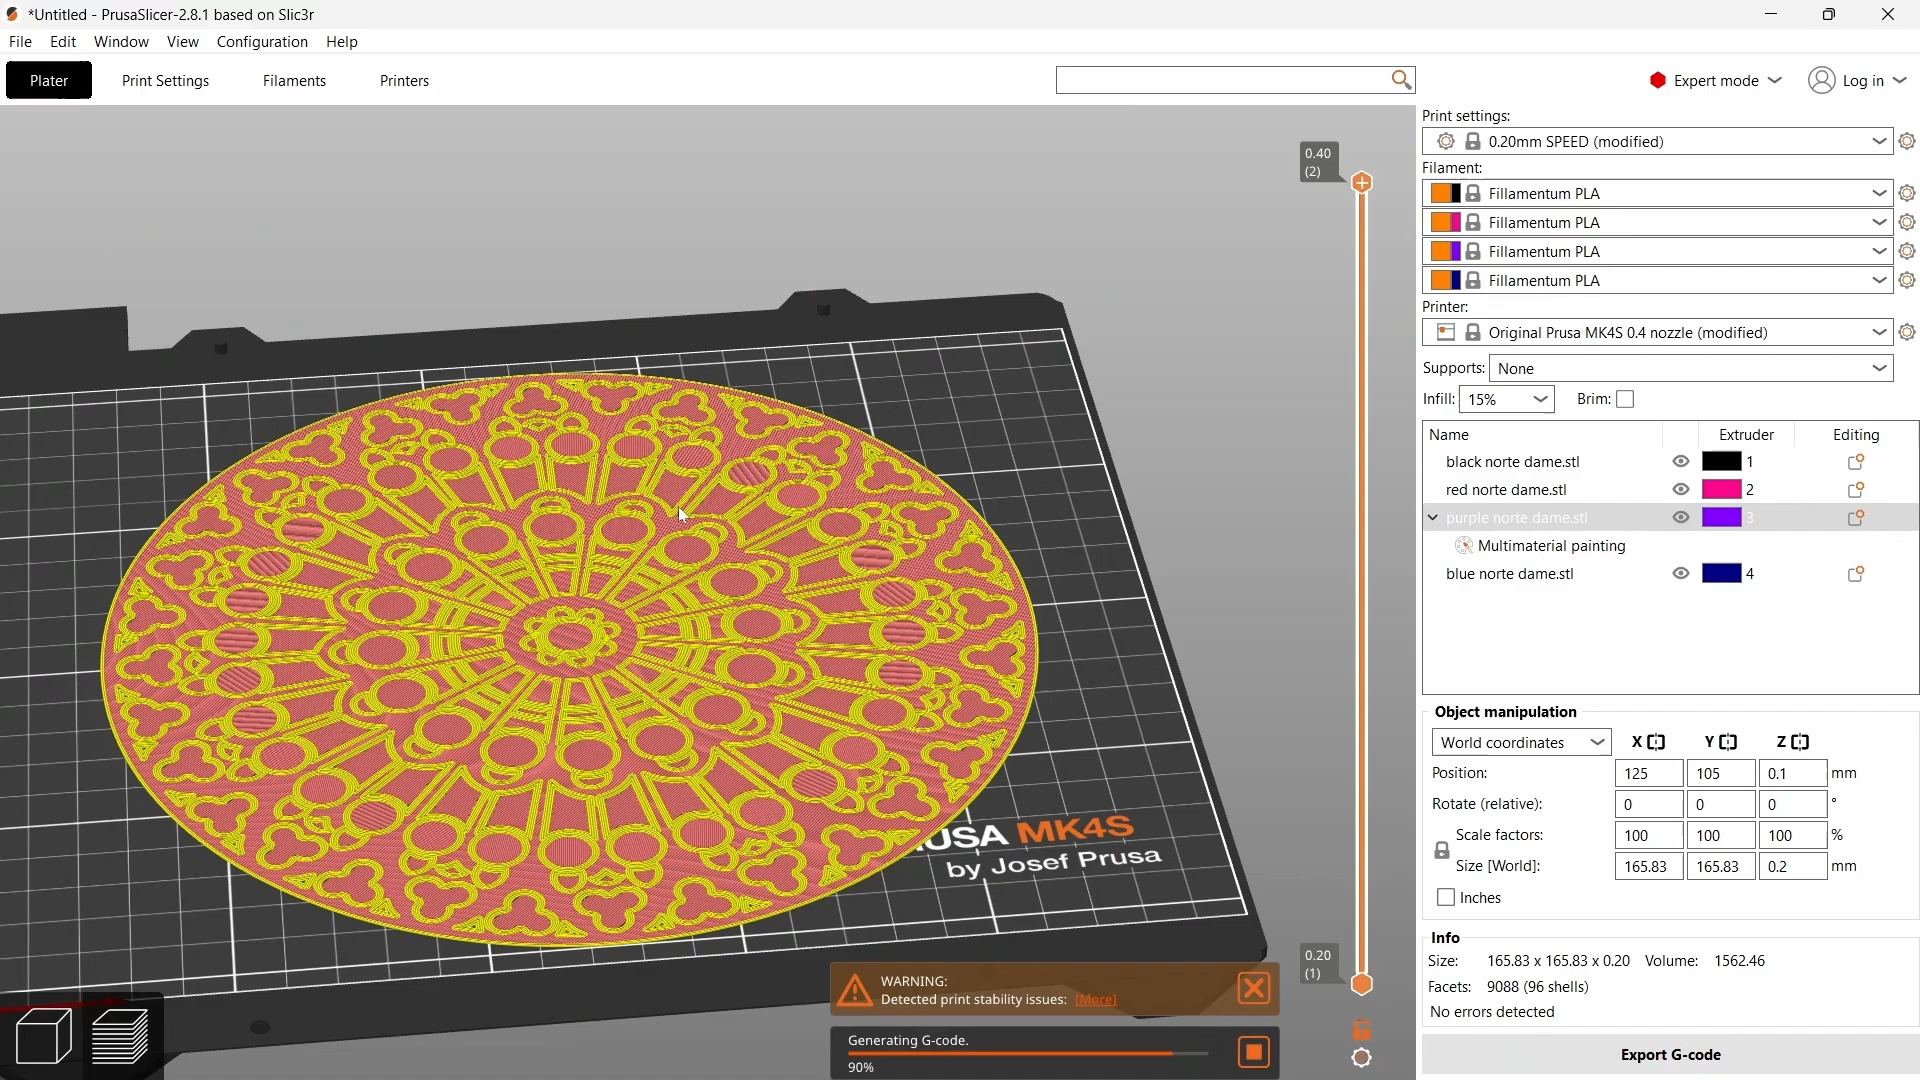 *Untitled - PrusaSlicer-2.8.1 based on Slic3r
File Edit Window View Configuration Help
Plater Print Settings Filaments Printers
Expert mode Log in
Print settings:
0.20mm SPEED (modified)
Filament:
Fillamentum PLA
Fillamentum PLA
Fillamentum PLA
Fillamentum PLA
Printer:
Original Prusa MK4S 0.4 nozzle (modified)
Supports: None
Infill: 15% Brim:
Name Extruder Editing
black norte dame.stl 1
red norte dame.stl 2
purple norte dame.stl 3
Multimaterial painting
blue norte dame.stl 4
Object manipulation
World coordinates X Y Z
Position: 125 105 0.1 mm
Rotate (relative): 0 0 0 °
Scale factors: 100 100 100 %
Size [World]: 165.83 165.83 0.2 mm
Inches
Info
Size: 165.83 x 165.83 x 0.20 Volume: 1562.46
Facets: 9088 (96 shells)
No errors detected
Export G-code
0.40
(2)
0.20
(1)
USA MK4S
by Josef Prusa
WARNING:
Detected print stability issues: [More]
Generating G-code.
90%